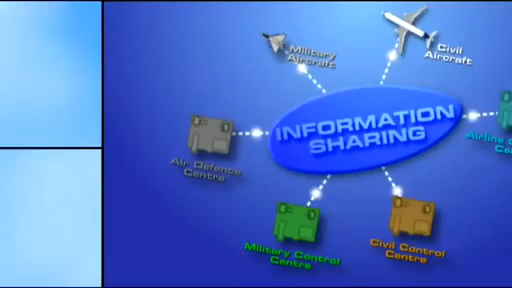 Military
Aircraft
Civil
Aircraft
INFORMATION
SHARING
Airline
Air Defence
Centre
Military Control
Centre
Civil Control
Centre